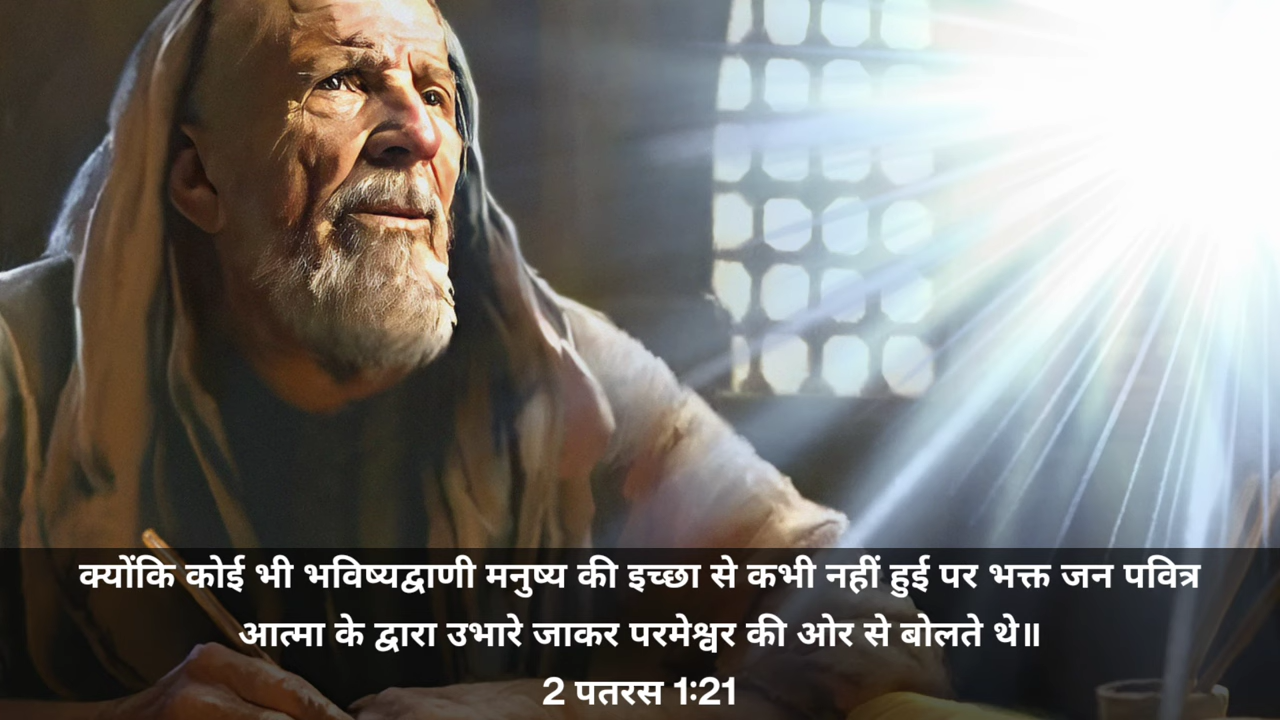 क्योंकि कोई भी भविष्यद्वाणी मनुष्य की इच्छा से कभी नहीं हुई पर भक्त जन पवित्र
आत्मा के द्वारा उभारे जाकर परमेश्वर की ओर से बोलते थे॥
2 पतरस 1:21